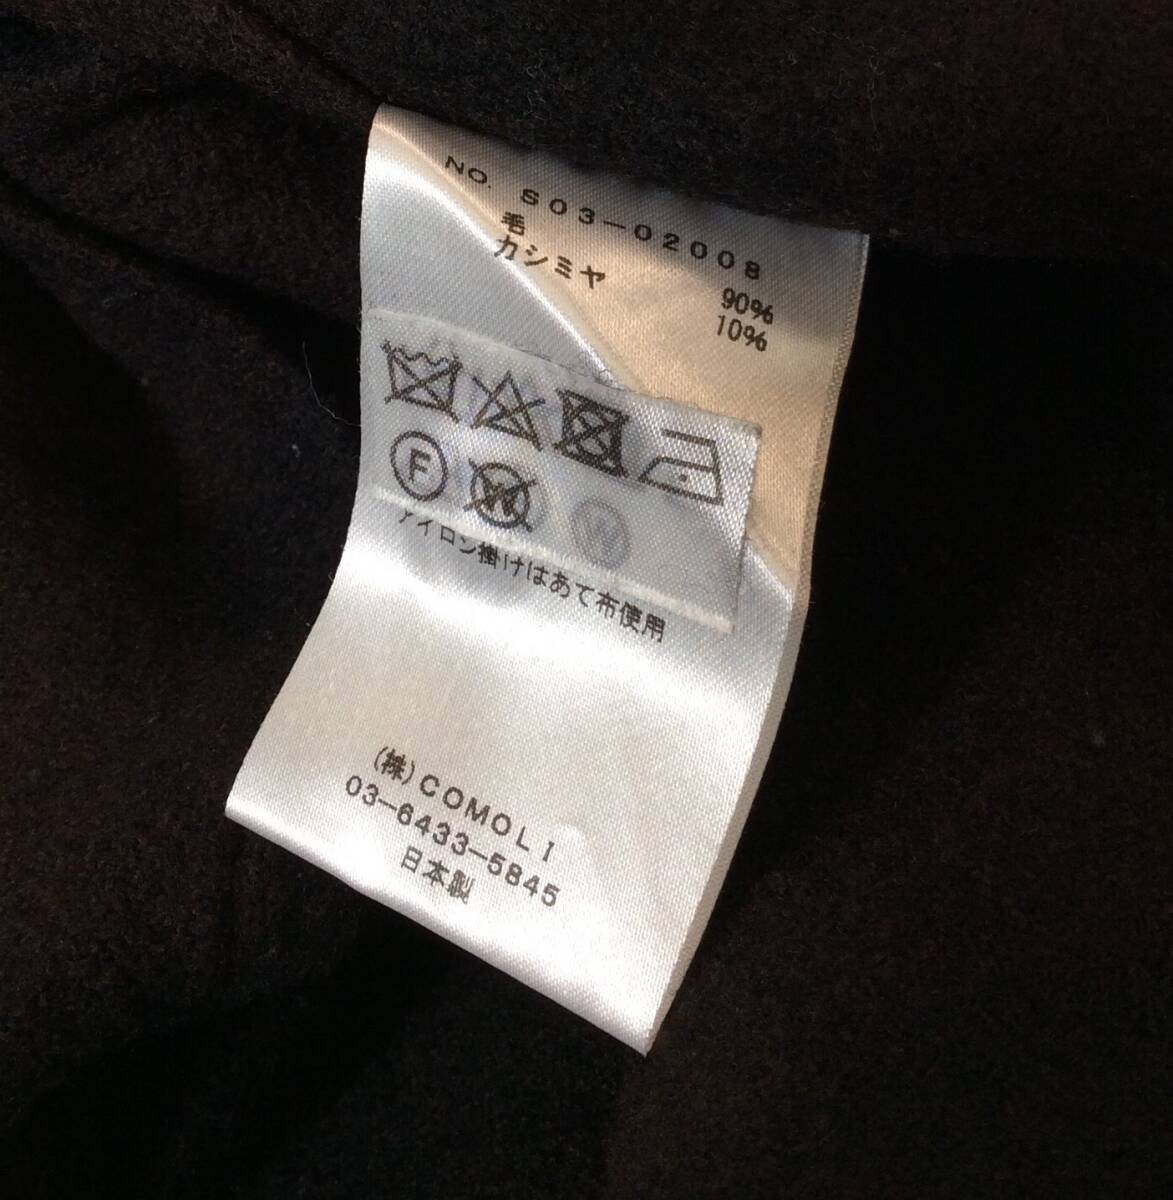 NO. S03-02008
毛 90%
カシミヤ 10%
F W W
アイロン掛けはあて布使用
(株)COMOLI
03-6433-5845
日本製